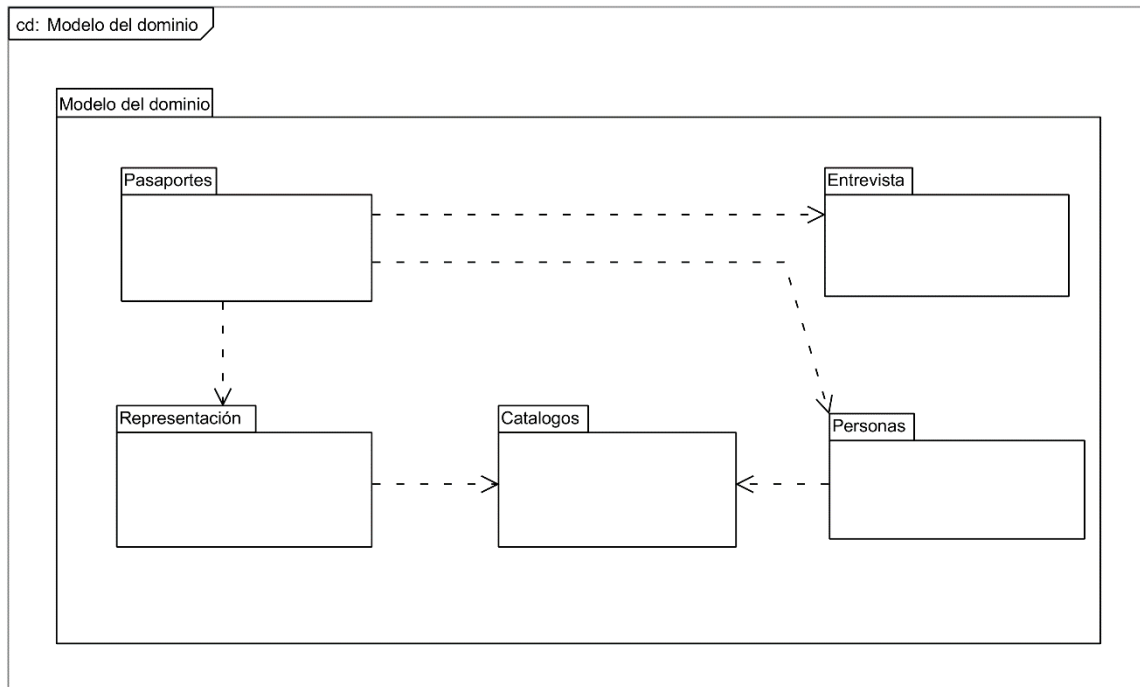 cd: Modelo del dominio
Modelo del dominio
Pasaportes
Entrevista
Representación
Catalogos
Personas